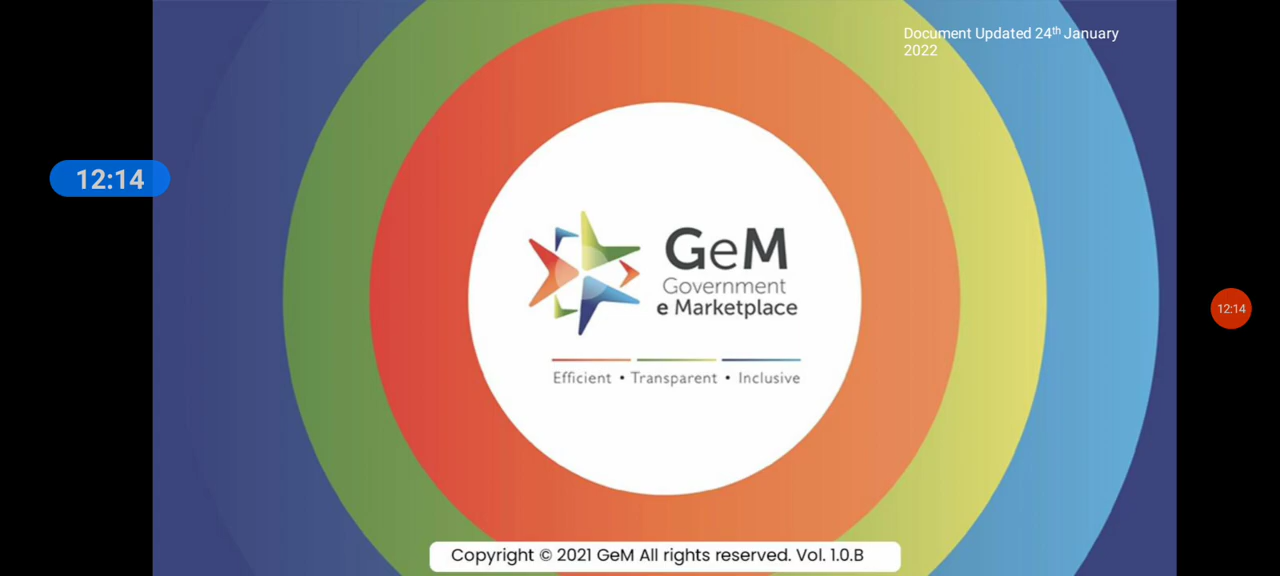 Document Updated 24th January
2022
12:14
GeM
Government
e Marketplace
12:14
Efficient • Transparent • Inclusive
Copyright © 2021 GeM All rights reserved. Vol. 1.0.B